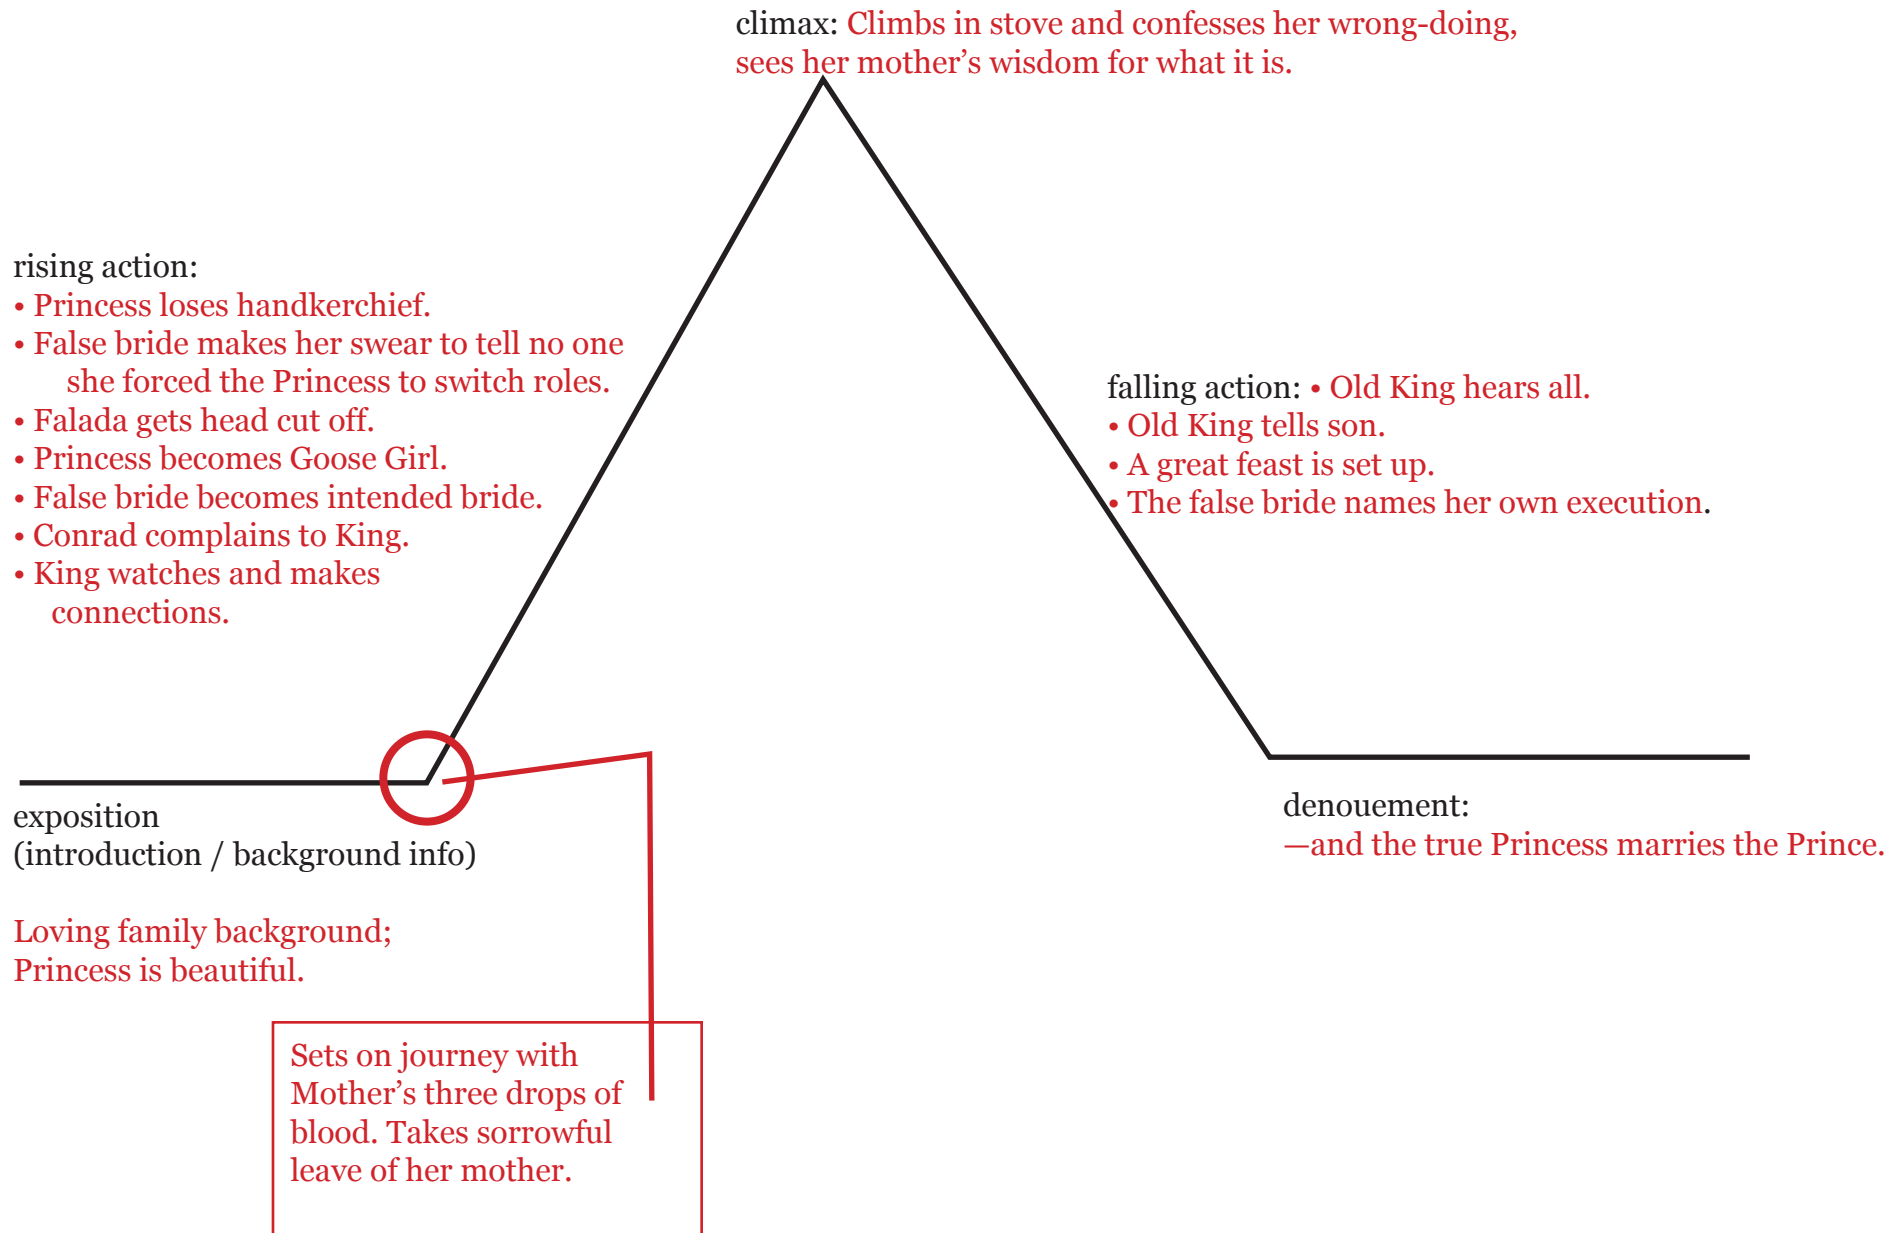 climax: Climbs in stove and confesses her wrong-doing,
sees her mother’s wisdom for what it is.
rising action:
• Princess loses handkerchief.
• False bride makes her swear to tell no one
she forced the Princess to switch roles.
• Falada gets head cut off.
• Princess becomes Goose Girl.
• False bride becomes intended bride.
• Conrad complains to King.
• King watches and makes
connections.
falling action: • Old King hears all.
• Old King tells son.
• A great feast is set up.
• The false bride names her own execution.
exposition
(introduction / background info)
Loving family background;
Princess is beautiful.
Sets on journey with
Mother’s three drops of
blood. Takes sorrowful
leave of her mother.
denouement:
—and the true Princess marries the Prince.